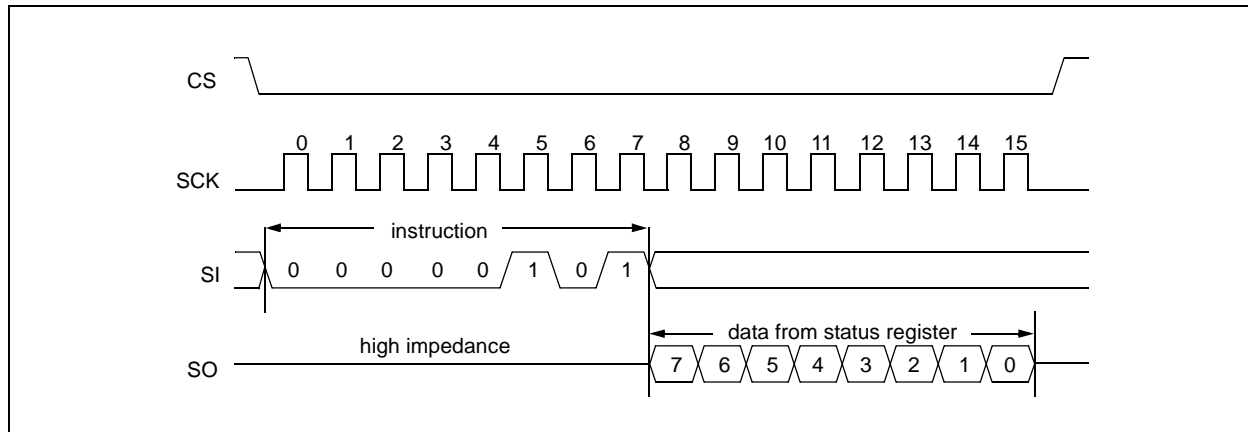 CS
0 1 2 3 4 5 6 7 8 9 10 11 12 13 14 15
SCK
instruction
SI 0 0 0 0 0 1 0 1
data from status register
high impedance
SO 7 6 5 4 3 2 1 0